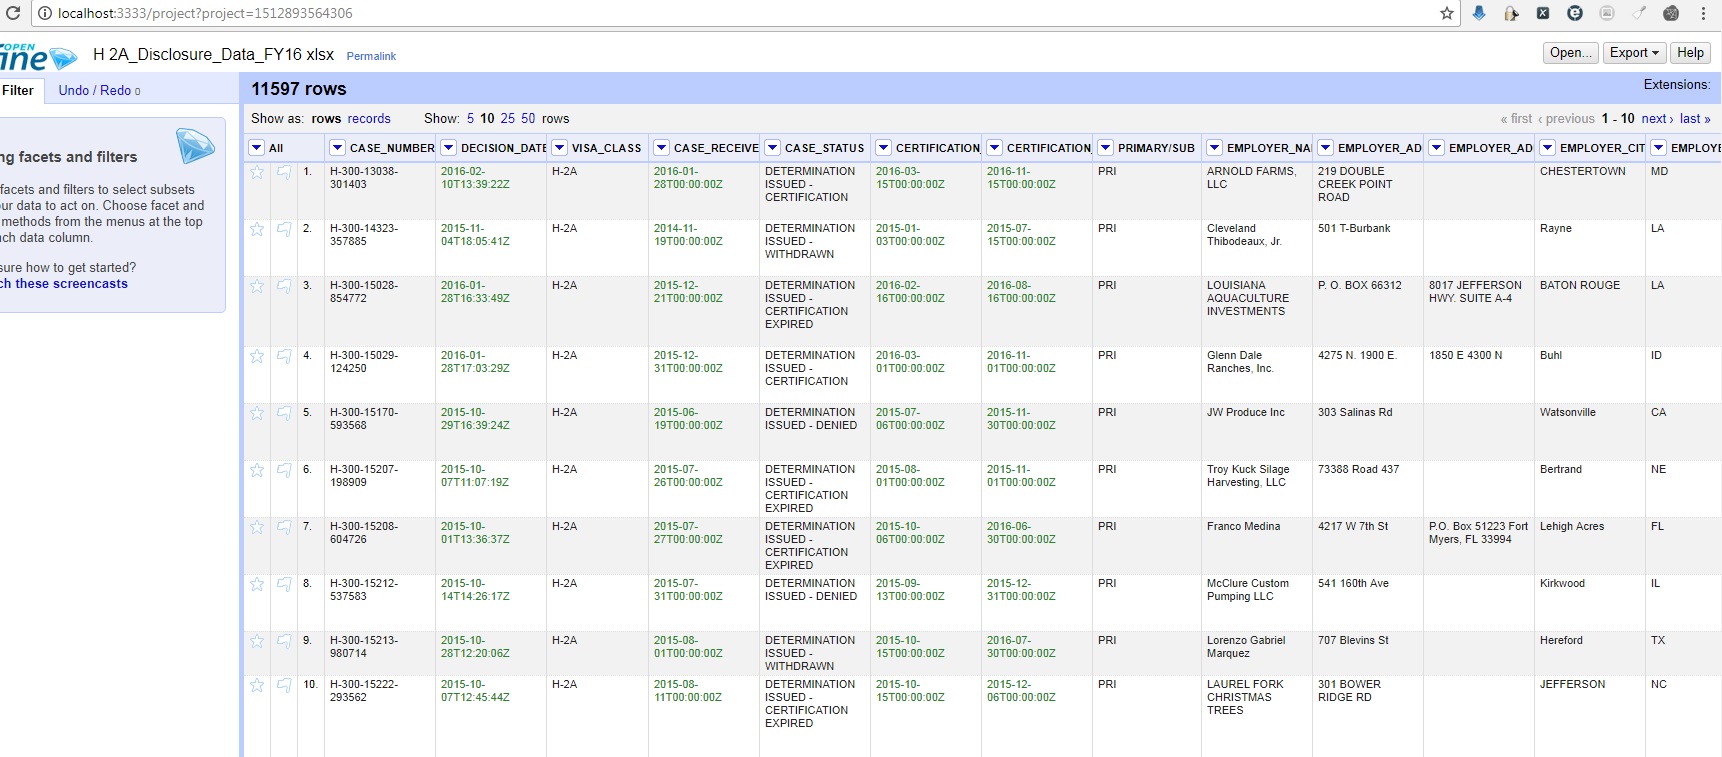 localhost:3333/project?project=1512893564306
OPEN
ine H 2A_Disclosure_Data_FY16 xlsx Permalink Open... Export Help
Filter Undo / Redo 0 11597 rows Extensions:
Show as: rows records Show: 5 10 25 50 rows « first ‹ previous 1 - 10 next › last »
All CASE_NUMBER DECISION_DATE VISA_CLASS CASE_RECEIVE CASE_STATUS CERTIFICATION_ CERTIFICATION_ PRIMARY/SUB EMPLOYER_NA EMPLOYER_AD EMPLOYER_AD EMPLOYER_CIT EMPLOYE
ng facets and filters
facets and filters to select subsets
our data to act on. Choose facet and
methods from the menus at the top
ach data column.
sure how to get started?
ch these screencasts
1. H-300-13038- 2016-02- H-2A 2016-01- DETERMINATION 2016-03- 2016-11- PRI ARNOLD FARMS, 219 DOUBLE CHESTERTOWN MD
301403 10T13:39:22Z 28T00:00:00Z ISSUED - 15T00:00:00Z 15T00:00:00Z LLC CREEK POINT
CERTIFICATION ROAD
2. H-300-14323- 2015-11- H-2A 2014-11- DETERMINATION 2015-01- 2015-07- PRI Cleveland 501 T-Burbank Rayne LA
357885 04T18:05:41Z 19T00:00:00Z ISSUED - 03T00:00:00Z 15T00:00:00Z Thibodeaux, Jr.
WITHDRAWN
3. H-300-15028- 2016-01- H-2A 2015-12- DETERMINATION 2016-02- 2016-08- PRI LOUISIANA P. O. BOX 66312 8017 JEFFERSON BATON ROUGE LA
854772 28T16:33:49Z 21T00:00:00Z ISSUED - 16T00:00:00Z 16T00:00:00Z AQUACULTURE HWY. SUITE A-4
CERTIFICATION INVESTMENTS
EXPIRED
4. H-300-15029- 2016-01- H-2A 2015-12- DETERMINATION 2016-03- 2016-11- PRI Glenn Dale 4275 N. 1900 E. 1850 E 4300 N Buhl ID
124250 28T17:03:29Z 31T00:00:00Z ISSUED - 01T00:00:00Z 01T00:00:00Z Ranches, Inc.
CERTIFICATION
5. H-300-15170- 2015-10- H-2A 2015-06- DETERMINATION 2015-07- 2015-11- PRI JW Produce Inc 303 Salinas Rd Watsonville CA
593568 29T16:39:24Z 19T00:00:00Z ISSUED - DENIED 06T00:00:00Z 30T00:00:00Z
6. H-300-15207- 2015-10- H-2A 2015-07- DETERMINATION 2015-08- 2015-11- PRI Troy Kuck Silage 73388 Road 437 Bertrand NE
198909 07T11:07:19Z 26T00:00:00Z ISSUED - 01T00:00:00Z 01T00:00:00Z Harvesting, LLC
CERTIFICATION
EXPIRED
7. H-300-15208- 2015-10- H-2A 2015-07- DETERMINATION 2015-10- 2016-06- PRI Franco Medina 4217 W 7th St P.O. Box 51223 Fort Lehigh Acres FL
604726 01T13:36:37Z 27T00:00:00Z ISSUED - 06T00:00:00Z 30T00:00:00Z Myers, FL 33994
CERTIFICATION
EXPIRED
8. H-300-15212- 2015-10- H-2A 2015-07- DETERMINATION 2015-09- 2015-12- PRI McClure Custom 541 160th Ave Kirkwood IL
537583 14T14:26:17Z 31T00:00:00Z ISSUED - DENIED 13T00:00:00Z 31T00:00:00Z Pumping LLC
9. H-300-15213- 2015-10- H-2A 2015-08- DETERMINATION 2015-10- 2016-07- PRI Lorenzo Gabriel 707 Blevins St Hereford TX
980714 28T12:20:06Z 01T00:00:00Z ISSUED - 15T00:00:00Z 30T00:00:00Z Marquez
WITHDRAWN
10. H-300-15222- 2015-10- H-2A 2015-08- DETERMINATION 2015-10- 2015-12- PRI LAUREL FORK 301 BOWER JEFFERSON NC
293562 07T12:45:44Z 11T00:00:00Z ISSUED - 15T00:00:00Z 06T00:00:00Z CHRISTMAS RIDGE RD
CERTIFICATION TREES
EXPIRED